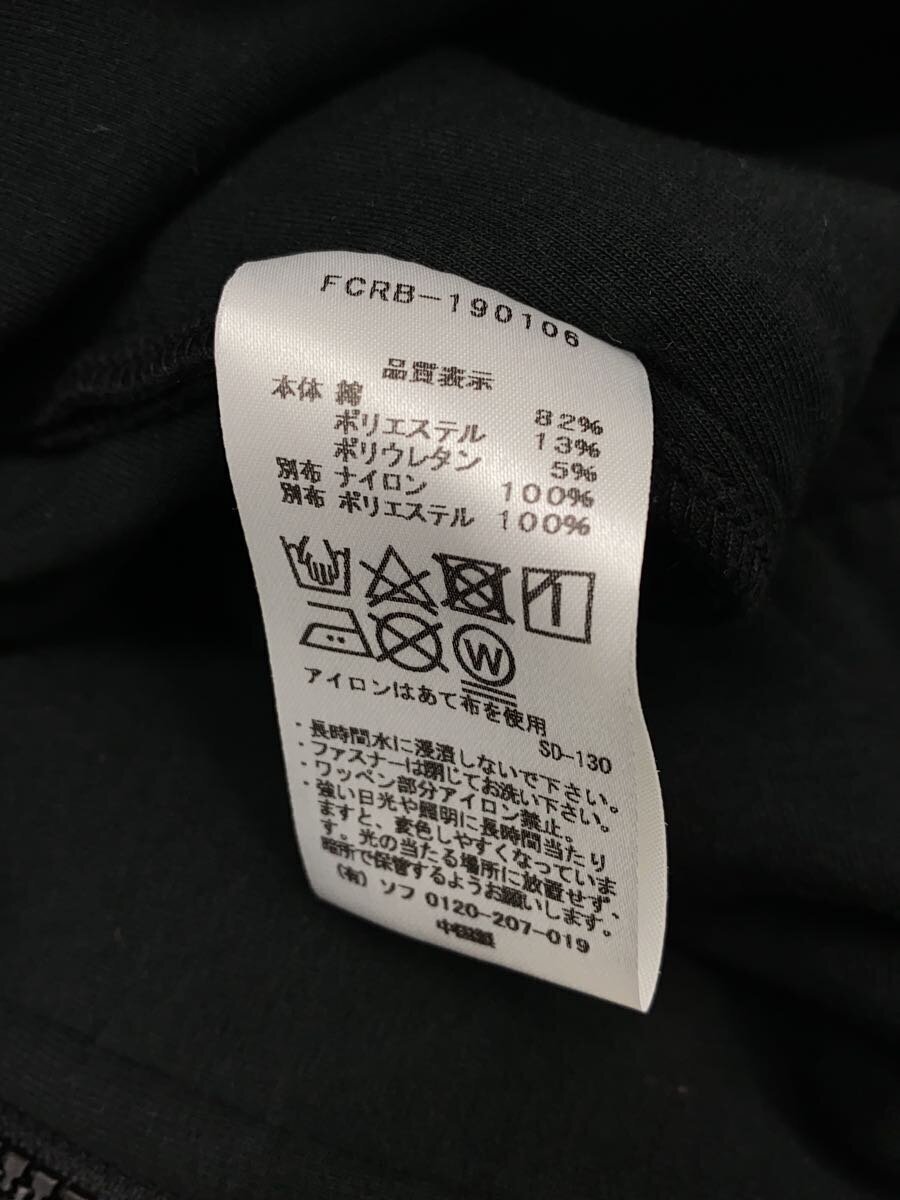 FCRB-190106
品質表示
本体 綿 82%
ポリエステル 13%
ポリウレタン 5%
別布 ナイロン 100%
別布 ポリエステル 100%
W
アイロンはあて布を使用
SD-130
・長時間水に浸漬しないで下さい。
・ファスナーは閉じてお洗い下さい。
・ワッペン部分アイロン禁止。
・強い日光や照明に長時間当たり
ますと、変色しやすくなっていま
す。光の当たる場所に放置せず、
暗所で保管するようお願いします。
(有)ソフ 0120-207-019
中国製